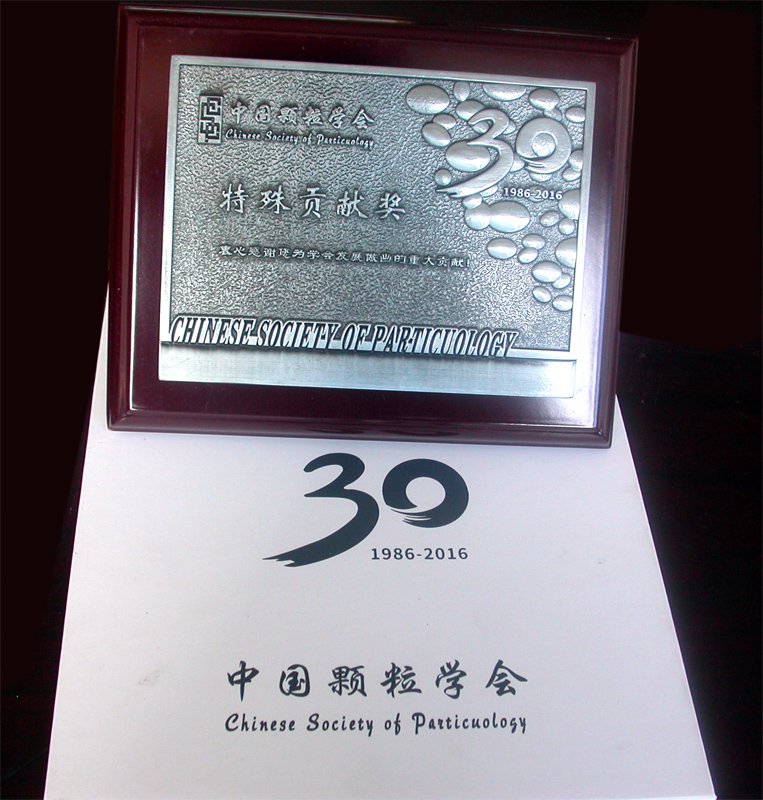 中国颗粒学会
Chinese Society of Particuology
30
1986-2016
特殊贡献奖
衷心感谢您为学会发展做出的重大贡献!
CHINESE SOCIETY OF PARTICUOLOGY
30
1986-2016
中国颗粒学会
Chinese Society of Particuology